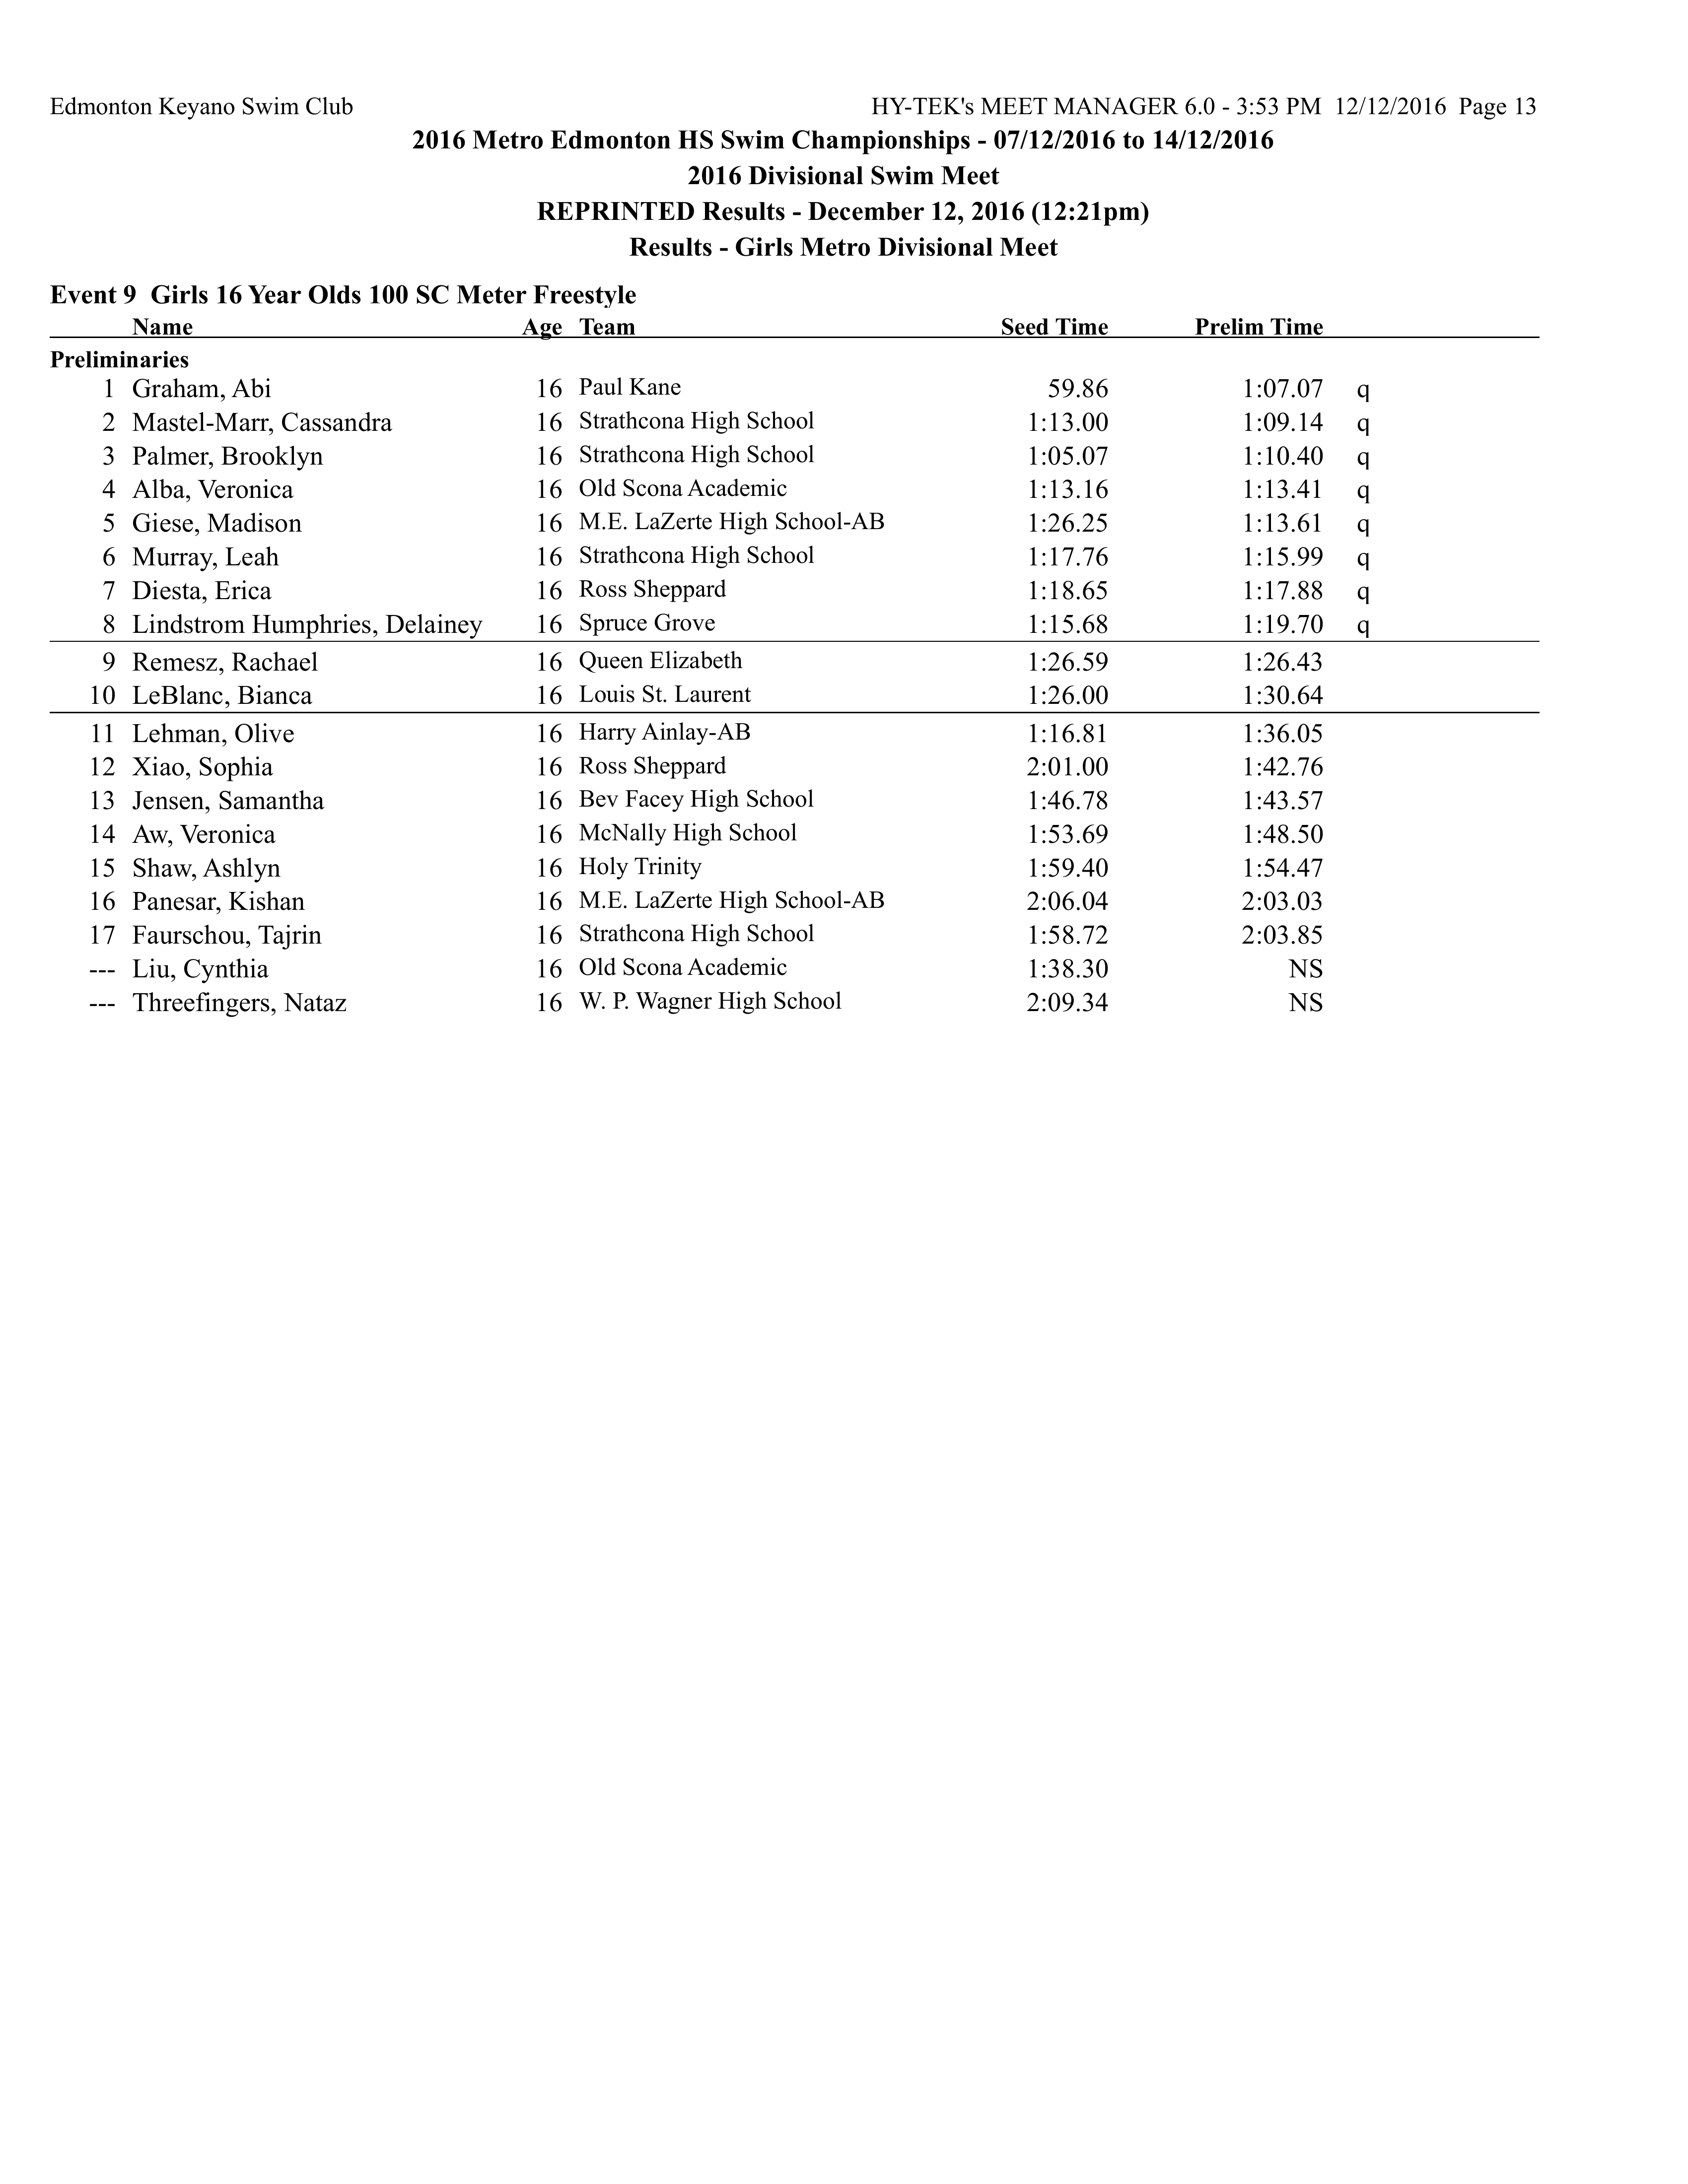 Edmonton Keyano Swim Club HY-TEK's MEET MANAGER 6.0 - 3:53 PM 12/12/2016 Page 13
2016 Metro Edmonton HS Swim Championships - 07/12/2016 to 14/12/2016
2016 Divisional Swim Meet
REPRINTED Results - December 12, 2016 (12:21pm)
Results - Girls Metro Divisional Meet
Event 9 Girls 16 Year Olds 100 SC Meter Freestyle
Name Age Team Seed Time Prelim Time
Preliminaries
1 Graham, Abi 16 Paul Kane 59.86 1:07.07 q
2 Mastel-Marr, Cassandra 16 Strathcona High School 1:13.00 1:09.14 q
3 Palmer, Brooklyn 16 Strathcona High School 1:05.07 1:10.40 q
4 Alba, Veronica 16 Old Scona Academic 1:13.16 1:13.41 q
5 Giese, Madison 16 M.E. LaZerte High School-AB 1:26.25 1:13.61 q
6 Murray, Leah 16 Strathcona High School 1:17.76 1:15.99 q
7 Diesta, Erica 16 Ross Sheppard 1:18.65 1:17.88 q
8 Lindstrom Humphries, Delainey 16 Spruce Grove 1:15.68 1:19.70 q
9 Remesz, Rachael 16 Queen Elizabeth 1:26.59 1:26.43
10 LeBlanc, Bianca 16 Louis St. Laurent 1:26.00 1:30.64
11 Lehman, Olive 16 Harry Ainlay-AB 1:16.81 1:36.05
12 Xiao, Sophia 16 Ross Sheppard 2:01.00 1:42.76
13 Jensen, Samantha 16 Bev Facey High School 1:46.78 1:43.57
14 Aw, Veronica 16 McNally High School 1:53.69 1:48.50
15 Shaw, Ashlyn 16 Holy Trinity 1:59.40 1:54.47
16 Panesar, Kishan 16 M.E. LaZerte High School-AB 2:06.04 2:03.03
17 Faurschou, Tajrin 16 Strathcona High School 1:58.72 2:03.85
--- Liu, Cynthia 16 Old Scona Academic 1:38.30 NS
--- Threefingers, Nataz 16 W. P. Wagner High School 2:09.34 NS